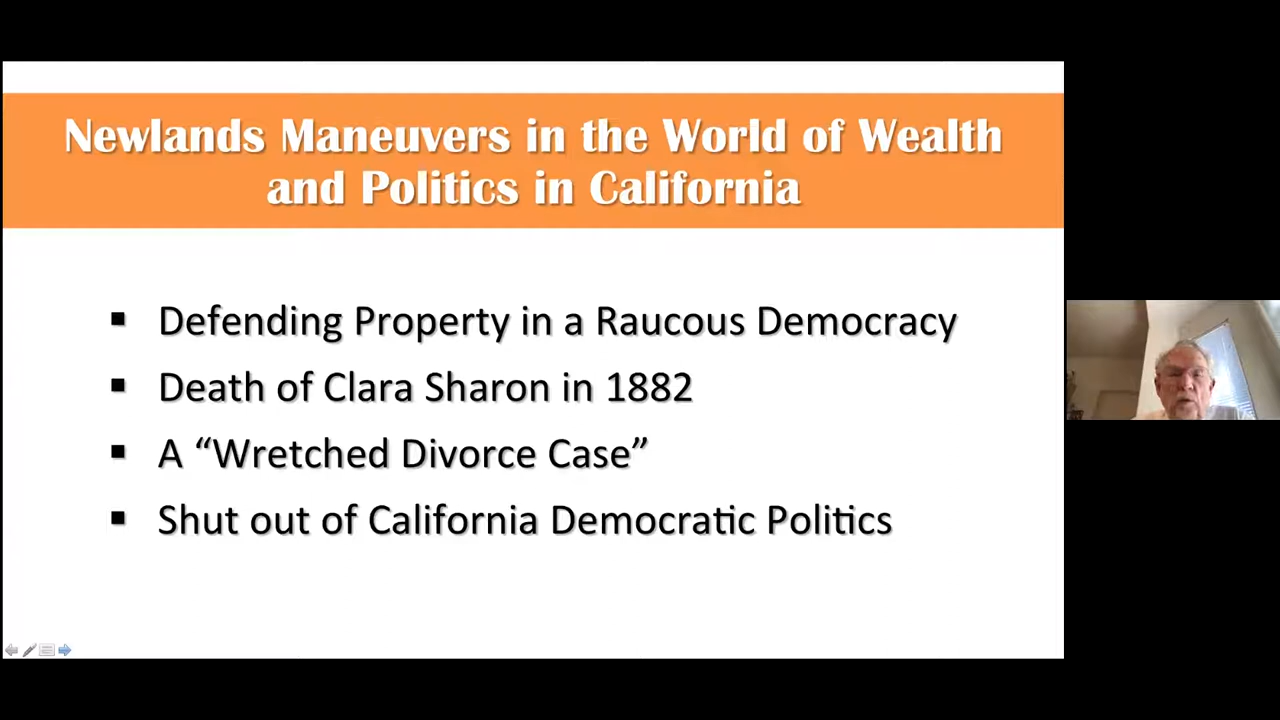 Newlands Maneuvers in the World of Wealth
and Politics in California
▪ Defending Property in a Raucous Democracy
▪ Death of Clara Sharon in 1882
▪ A “Wretched Divorce Case”
▪ Shut out of California Democratic Politics